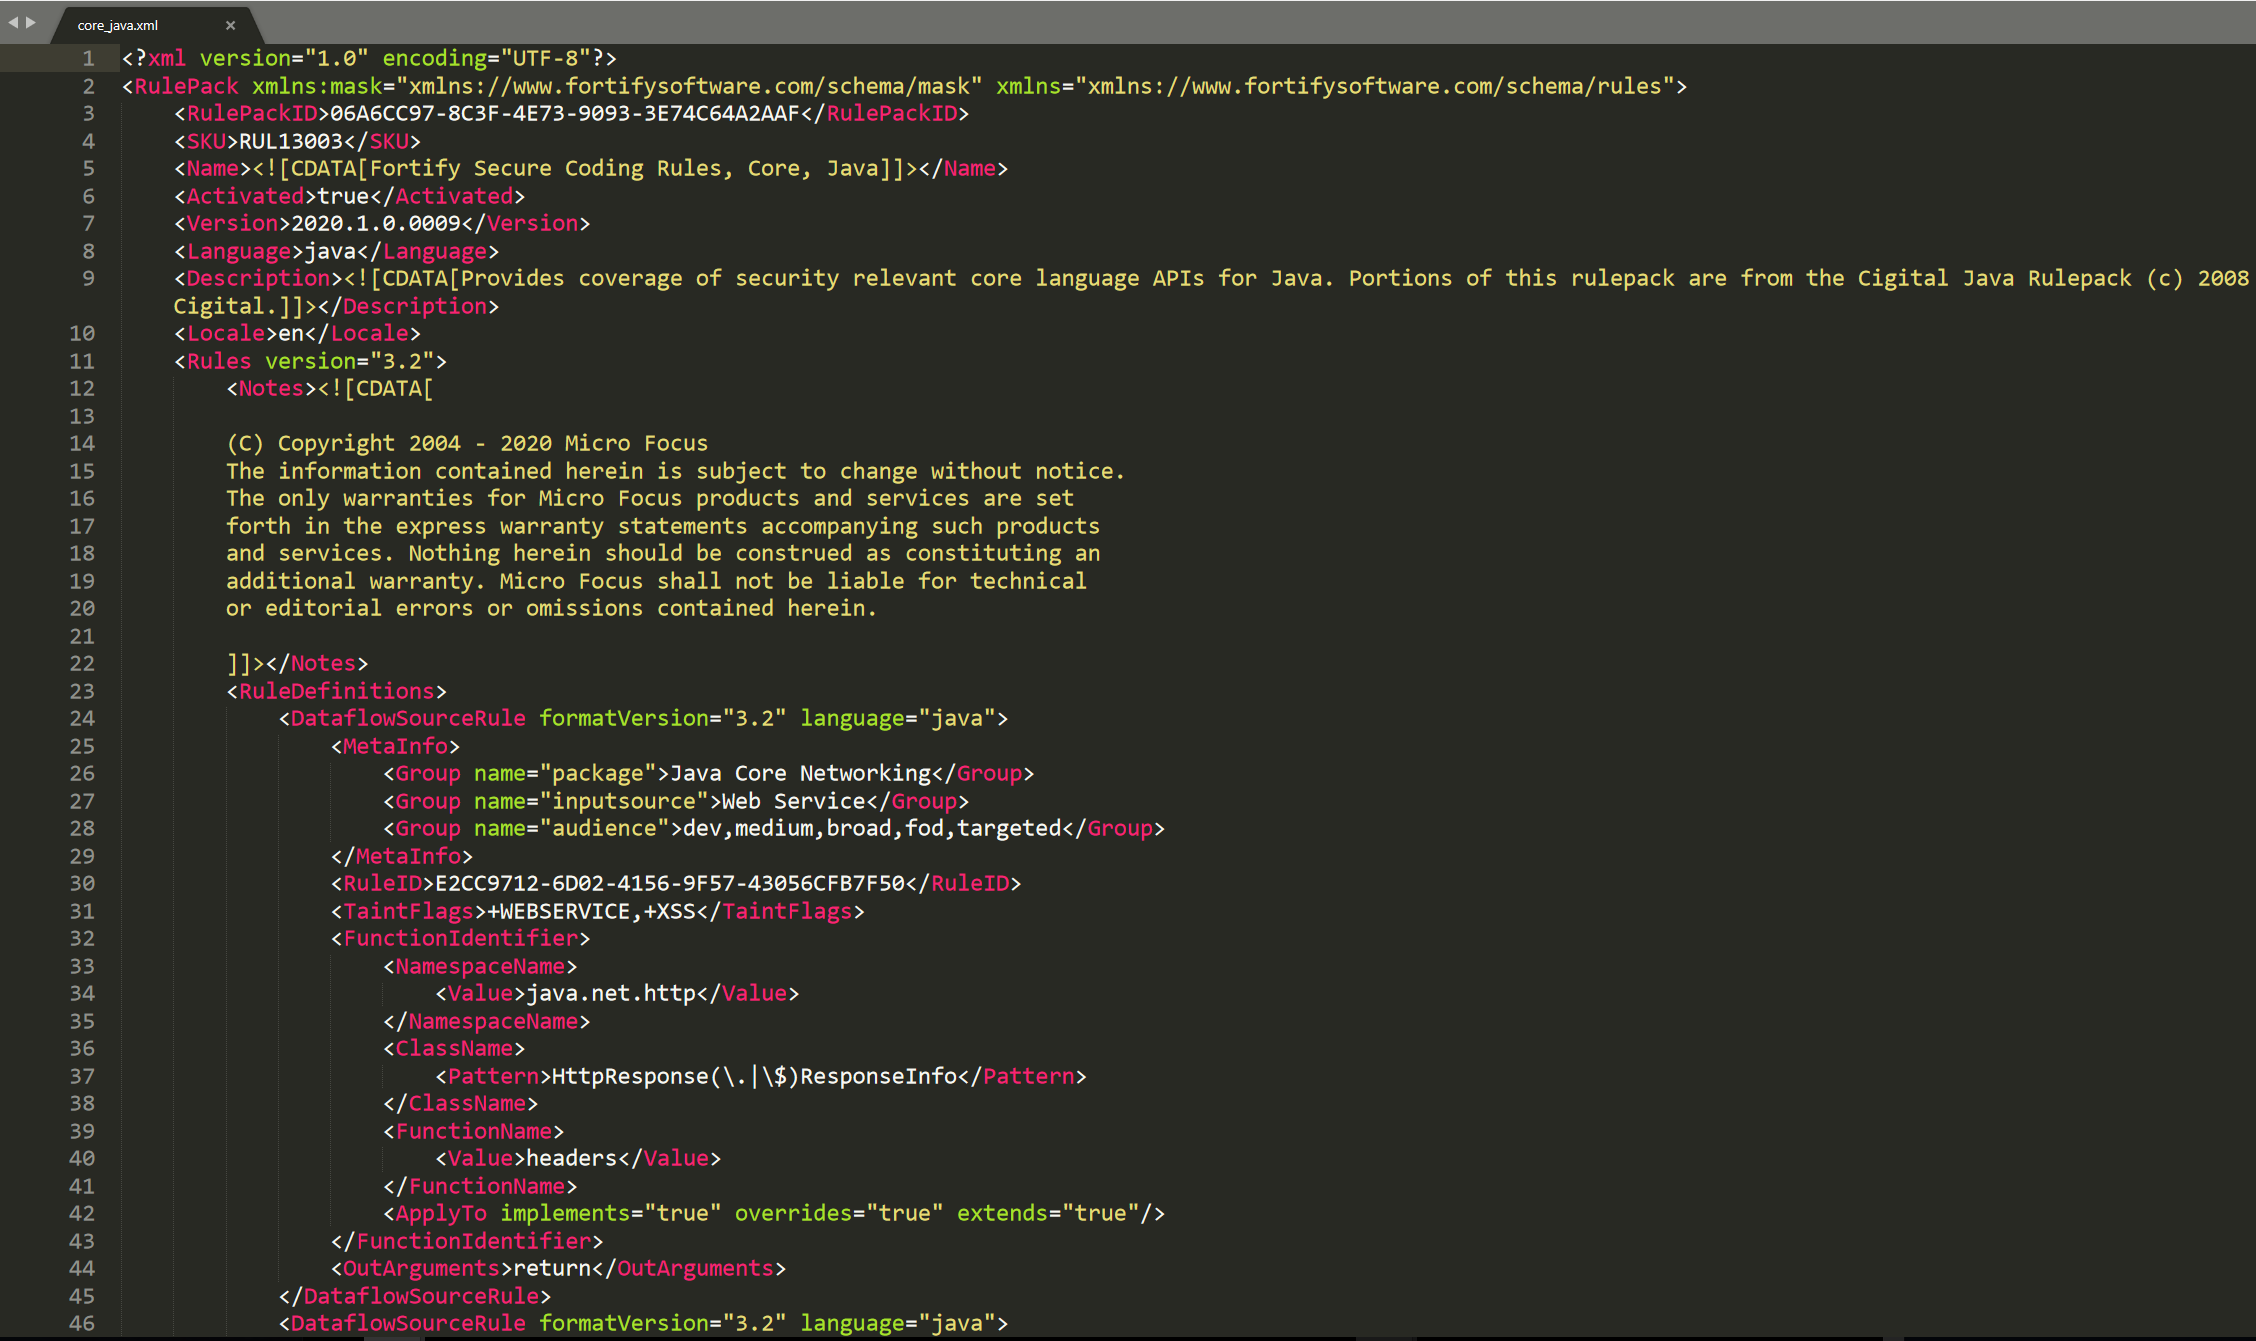 core_java.xml ×
1 <?xml version="1.0" encoding="UTF-8"?>
2 <RulePack xmlns:mask="xmlns://www.fortifysoftware.com/schema/mask" xmlns="xmlns://www.fortifysoftware.com/schema/rules">
3 <RulePackID>06A6CC97-8C3F-4E73-9093-3E74C64A2AAF</RulePackID>
4 <SKU>RUL13003</SKU>
5 <Name><![CDATA[Fortify Secure Coding Rules, Core, Java]]></Name>
6 <Activated>true</Activated>
7 <Version>2020.1.0.0009</Version>
8 <Language>java</Language>
9 <Description><![CDATA[Provides coverage of security relevant core language APIs for Java. Portions of this rulepack are from the Cigital Java Rulepack (c) 2008
Cigital.]]></Description>
10 <Locale>en</Locale>
11 <Rules version="3.2">
12 <Notes><![CDATA[
13
14 (C) Copyright 2004 - 2020 Micro Focus
15 The information contained herein is subject to change without notice.
16 The only warranties for Micro Focus products and services are set
17 forth in the express warranty statements accompanying such products
18 and services. Nothing herein should be construed as constituting an
19 additional warranty. Micro Focus shall not be liable for technical
20 or editorial errors or omissions contained herein.
21
22 ]]></Notes>
23 <RuleDefinitions>
24 <DataflowSourceRule formatVersion="3.2" language="java">
25 <MetaInfo>
26 <Group name="package">Java Core Networking</Group>
27 <Group name="inputsource">Web Service</Group>
28 <Group name="audience">dev,medium,broad,fod,targeted</Group>
29 </MetaInfo>
30 <RuleID>E2CC9712-6D02-4156-9F57-43056CFB7F50</RuleID>
31 <TaintFlags>+WEBSERVICE,+XSS</TaintFlags>
32 <FunctionIdentifier>
33 <NamespaceName>
34 <Value>java.net.http</Value>
35 </NamespaceName>
36 <ClassName>
37 <Pattern>HttpResponse(\.|\$)ResponseInfo</Pattern>
38 </ClassName>
39 <FunctionName>
40 <Value>headers</Value>
41 </FunctionName>
42 <ApplyTo implements="true" overrides="true" extends="true"/>
43 </FunctionIdentifier>
44 <OutArguments>return</OutArguments>
45 </DataflowSourceRule>
46 <DataflowSourceRule formatVersion="3.2" language="java">